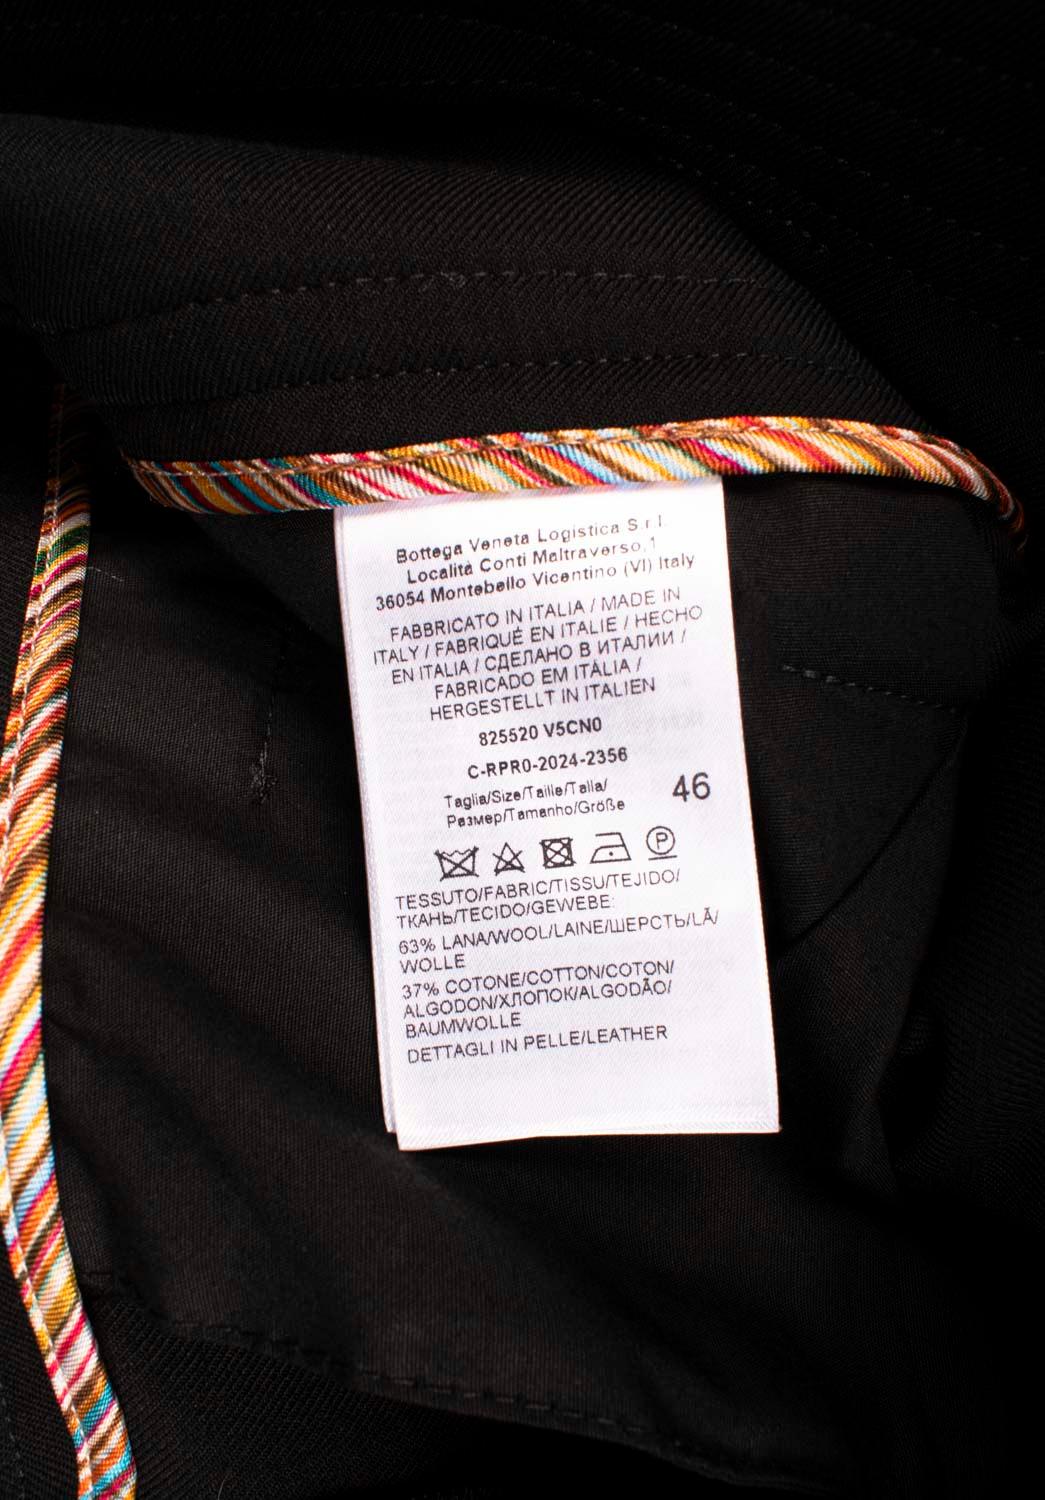 Bottega Veneta Logistica S.r.l.
Località Conti Maltraverso,1
36054 Montebello Vicentino (VI) Italy
FABBRICATO IN ITALIA / MADE IN
ITALY / FABRIQUÉ EN ITALIE / HECHO
EN ITALIA / СДЕЛАНО В ИТАЛИИ /
FABRICADO EM ITÁLIA /
HERGESTELLT IN ITALIEN
825520 V5CN0
C-RPR0-2024-2356
Taglia/Size/Taille/Talla/
Размер/Tamanho/Größe
46
P
TESSUTO/FABRIC/TISSU/TEJIDO/
ТКАНЬ/TECIDO/GEWEBE:
63% LANA/WOOL/LAINE/ШЕРСТЬ/LÃ/
WOLLE
37% COTONE/COTTON/COTON/
ALGODON/ХЛОПОК/ALGODÃO/
BAUMWOLLE
DETTAGLI IN PELLE/LEATHER